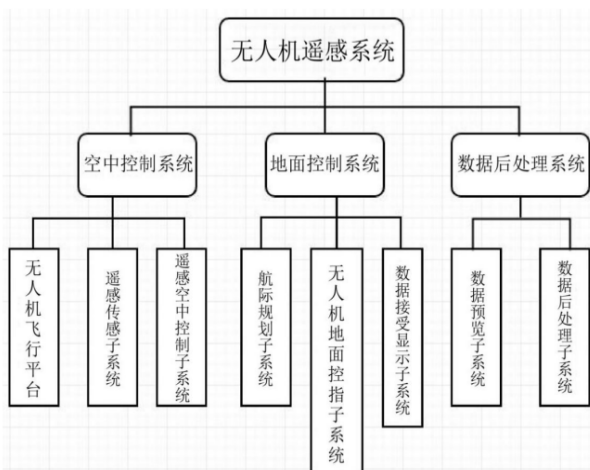 无人机遥感系统
空中控制系统
地面控制系统
数据后处理系统
无人机飞行平台
遥感传感子系统
遥感空中控制子系统
航际规划子系统
无人机地面控指子系统
数据接受显示子系统
数据预览子系统
数据后处理子系统